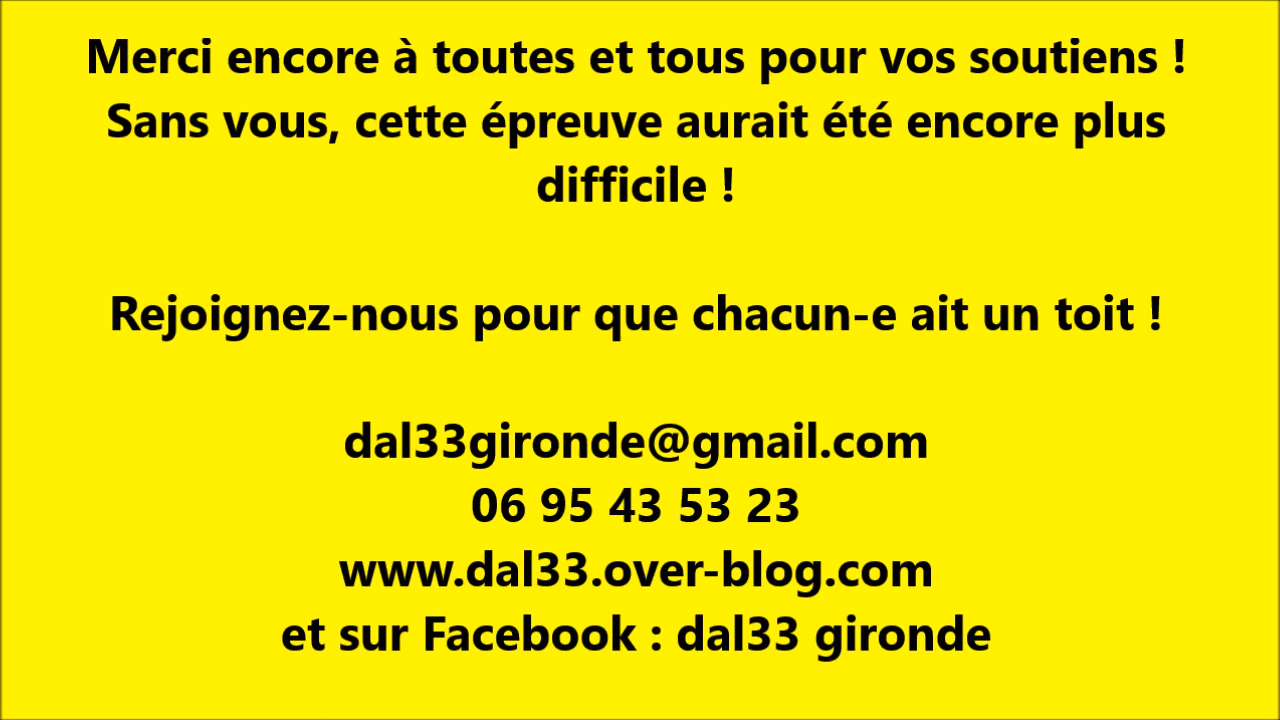 Merci encore à toutes et tous pour vos soutiens !
Sans vous, cette épreuve aurait été encore plus
difficile !
Rejoignez-nous pour que chacun-e ait un toit !
dal33gironde@gmail.com
06 95 43 53 23
www.dal33.over-blog.com
et sur Facebook : dal33 gironde